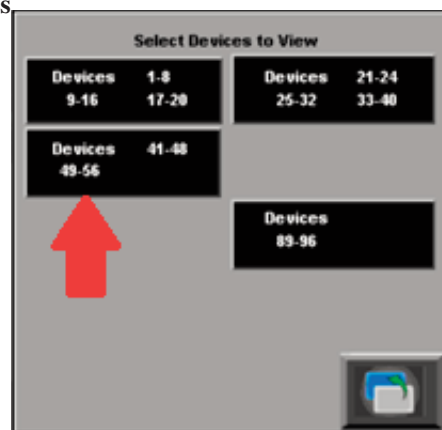 s.
Select Devices to View
Devices 1-8
9-16 17-20
Devices 21-24
25-32 33-40
Devices 41-48
49-56
Devices
89-96